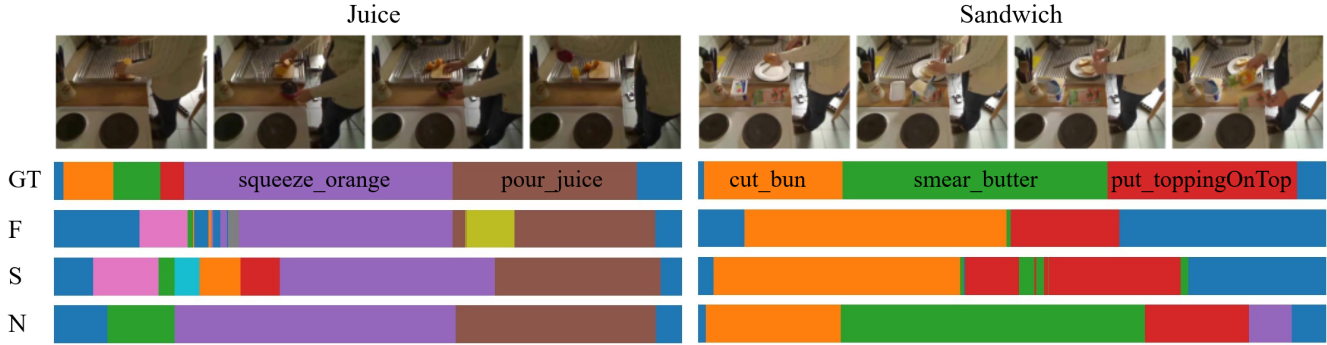 Juice
Sandwich
GT
squeeze_orange
pour_juice
cut_bun
smear_butter
put_toppingOnTop
F
S
N